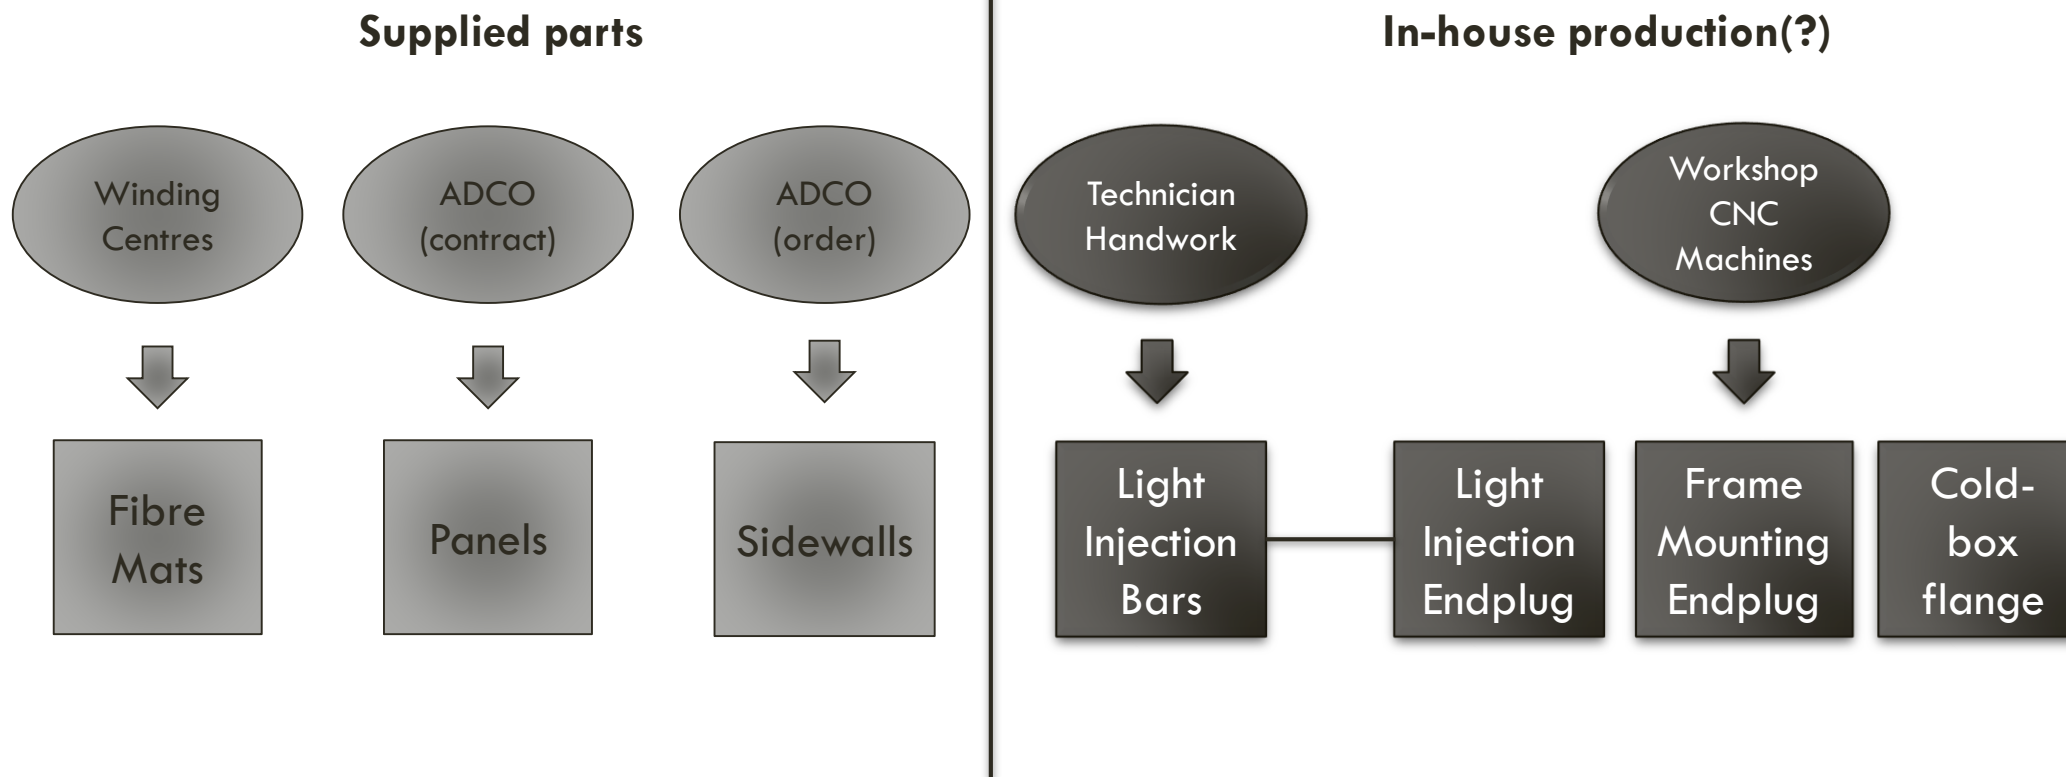 Supplied parts
In-house production(?)
Winding
Centres
ADCO
(contract)
ADCO
(order)
Technician
Handwork
Workshop
CNC
Machines
Fibre
Mats
Panels
Sidewalls
Light
Injection
Bars
Light
Injection
Endplug
Frame
Mounting
Endplug
Cold-
box
flange